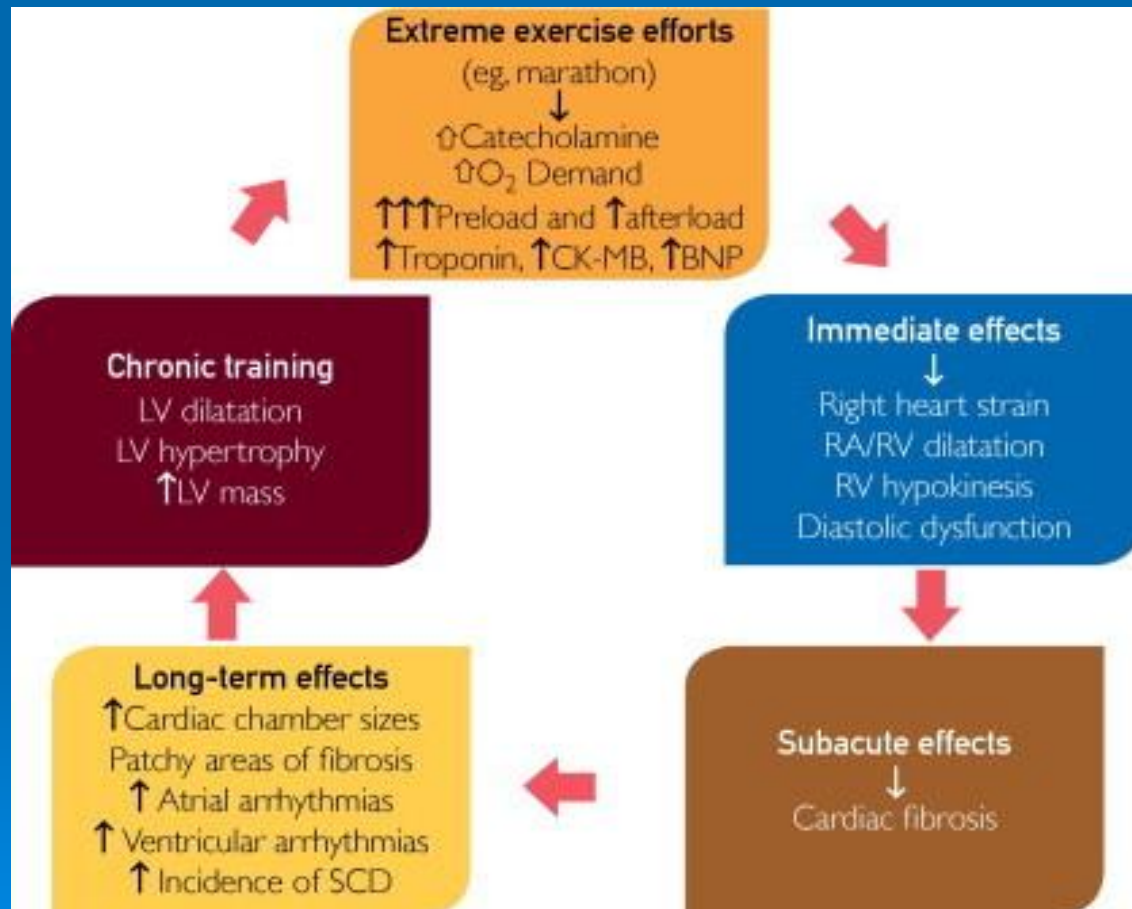 Extreme exercise efforts
(eg, marathon)
↓
⇧Catecholamine
⇧O₂ Demand
↑↑↑Preload and ↑afterload
↑Troponin, ↑CK-MB, ↑BNP
Immediate effects
↓
Right heart strain
RA/RV dilatation
RV hypokinesis
Diastolic dysfunction
Subacute effects
↓
Cardiac fibrosis
Long-term effects
↑Cardiac chamber sizes
Patchy areas of fibrosis
↑ Atrial arrhythmias
↑ Ventricular arrhythmias
↑ Incidence of SCD
Chronic training
LV dilatation
LV hypertrophy
↑LV mass